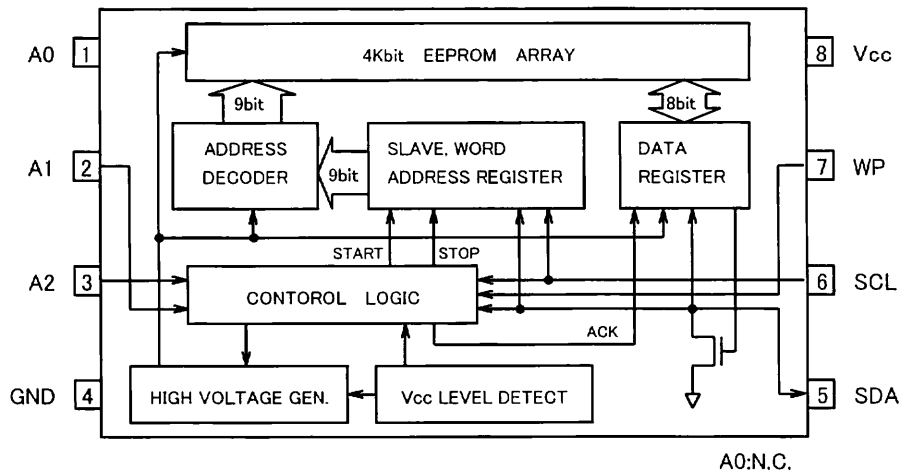 4Kbit EEPROM ARRAY
A0 1
8 Vcc
9bit
8bit
ADDRESS
DECODER
9bit
SLAVE, WORD
ADDRESS REGISTER
DATA
REGISTER
A1 2
7 WP
START
STOP
A2 3
CONTOROL LOGIC
6 SCL
ACK
GND 4
HIGH VOLTAGE GEN.
Vcc LEVEL DETECT
5 SDA
A0:N.C.